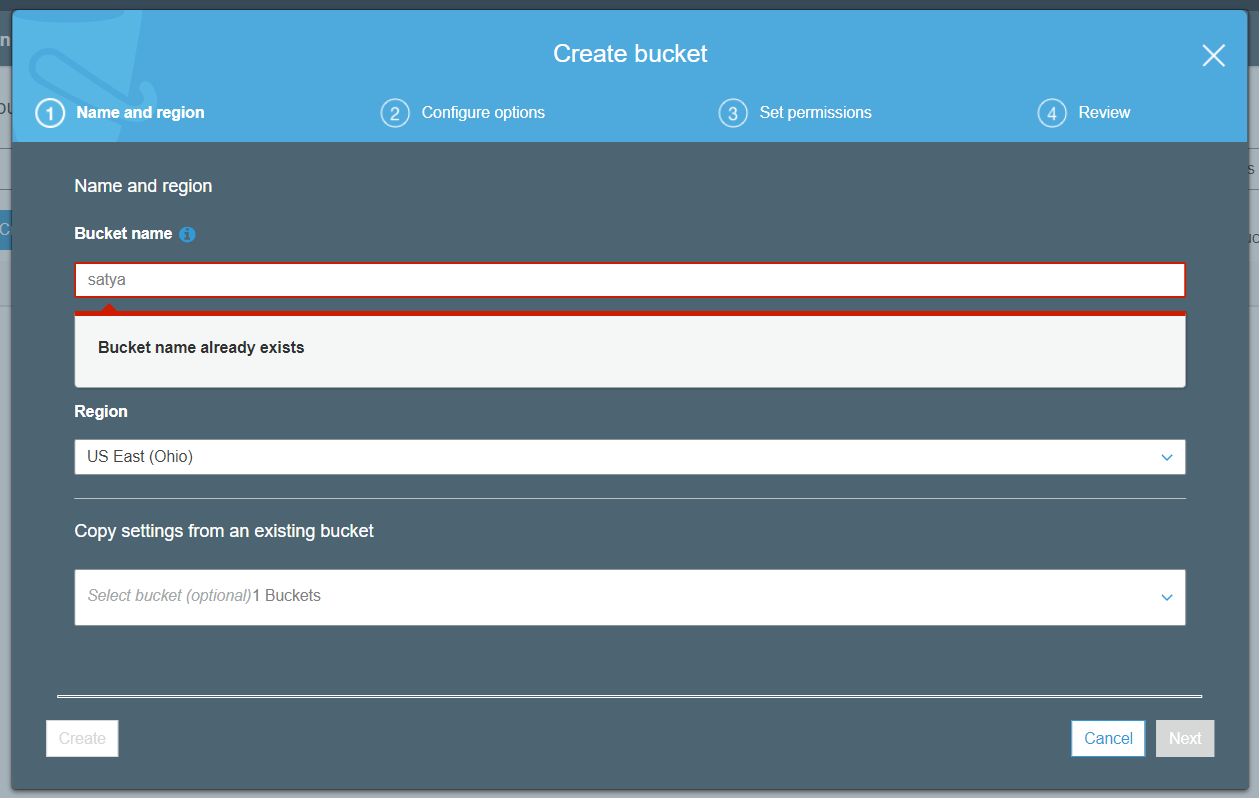 Create bucket
1 Name and region
2 Configure options
3 Set permissions
4 Review
Name and region
Bucket name i
satya
Bucket name already exists
Region
US East (Ohio)
Copy settings from an existing bucket
Select bucket (optional)1 Buckets
Create
Cancel
Next